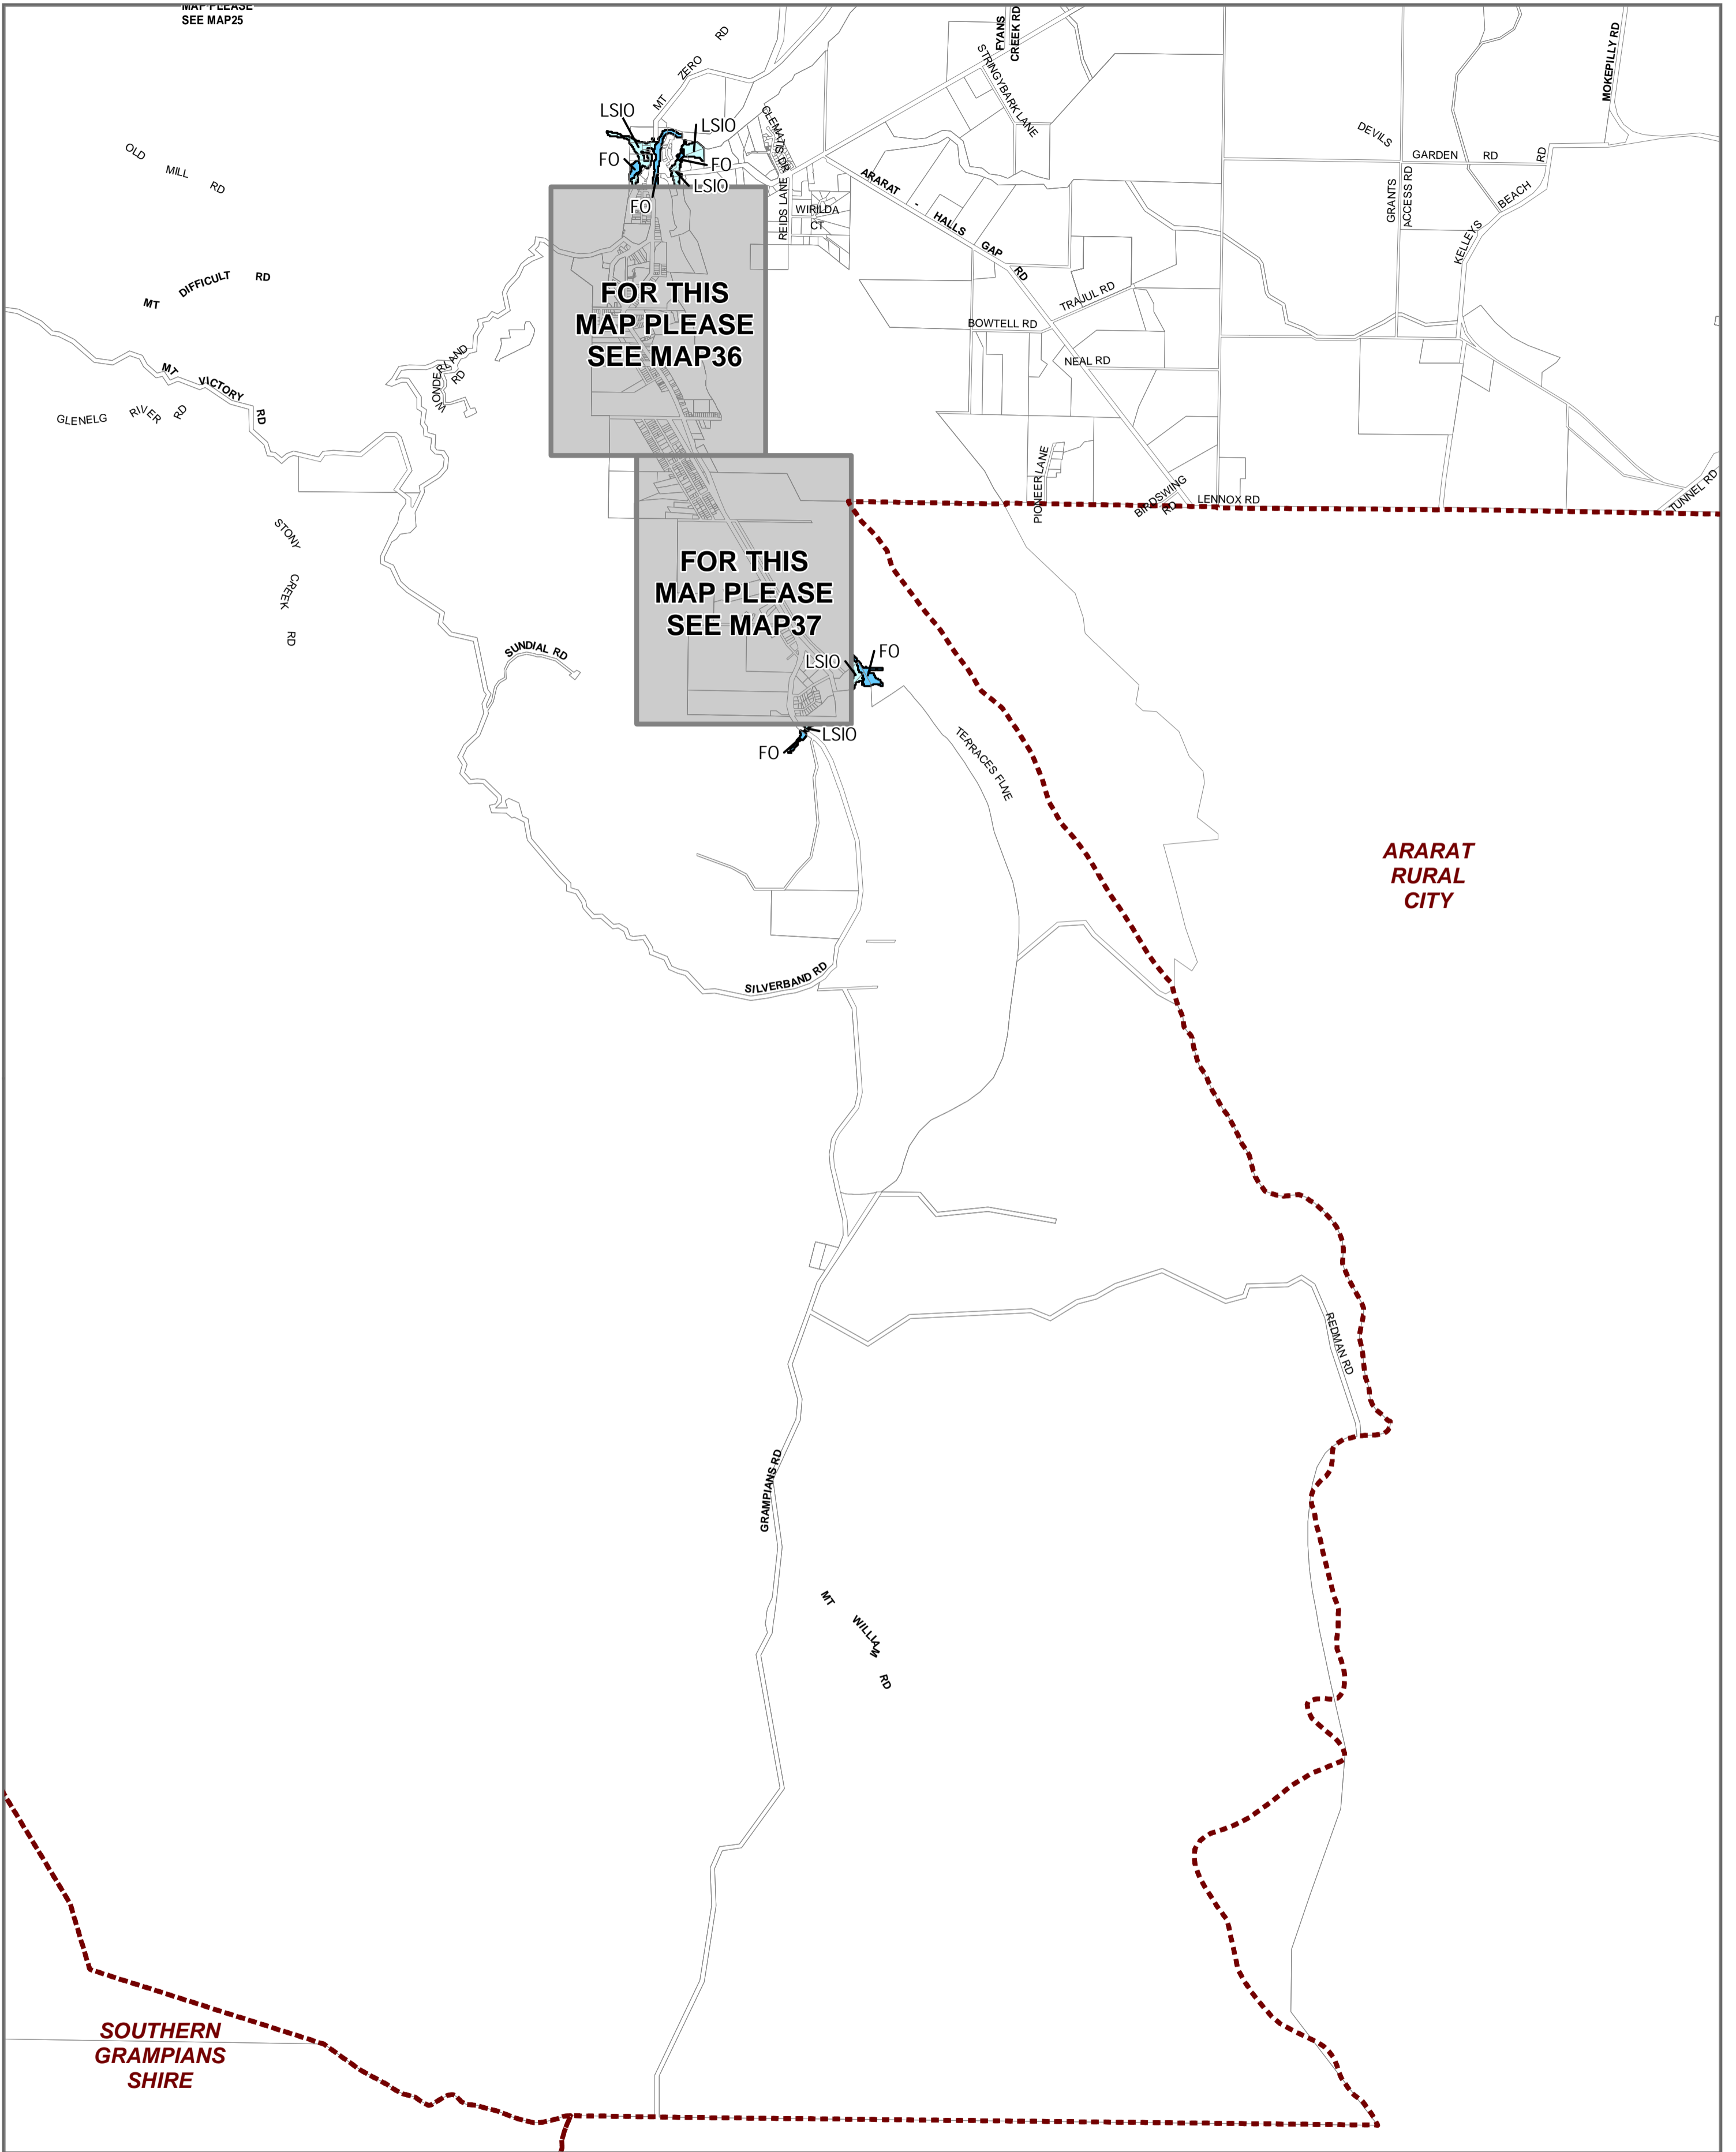 MAP PLEASE
SEE MAP25
FYANS
CREEK RD
MOKEPILLY RD
MT ZERO RD
STRINGYBARK LANE
LSIO
LSIO
CLEMATIS DR
FO
FO
LSIO
FO
OLD MILL RD
DEVILS GARDEN RD
GRANTS
ACCESS RD
KELLEYS BEACH RD
REIDS LANE
WIRILDA
CT
ARARAT - HALLS GAP RD
MT DIFFICULT RD
FOR THIS
MAP PLEASE
SEE MAP36
TRAJUL RD
BOWTELL RD
NEAL RD
WONDERLAND RD
MT VICTORY RD
GLENELG RIVER RD
PIONEER LANE
BIRDSWING
RD
LENNOX RD
TUNNEL RD
STONY CREEK RD
FOR THIS
MAP PLEASE
SEE MAP37
SUNDIAL RD
LSIO
FO
LSIO
FO
TERRACES FLNE
ARARAT
RURAL
CITY
SILVERBAND RD
REDMAN RD
GRAMPIANS RD
MT WILLIAM RD
SOUTHERN
GRAMPIANS
SHIRE